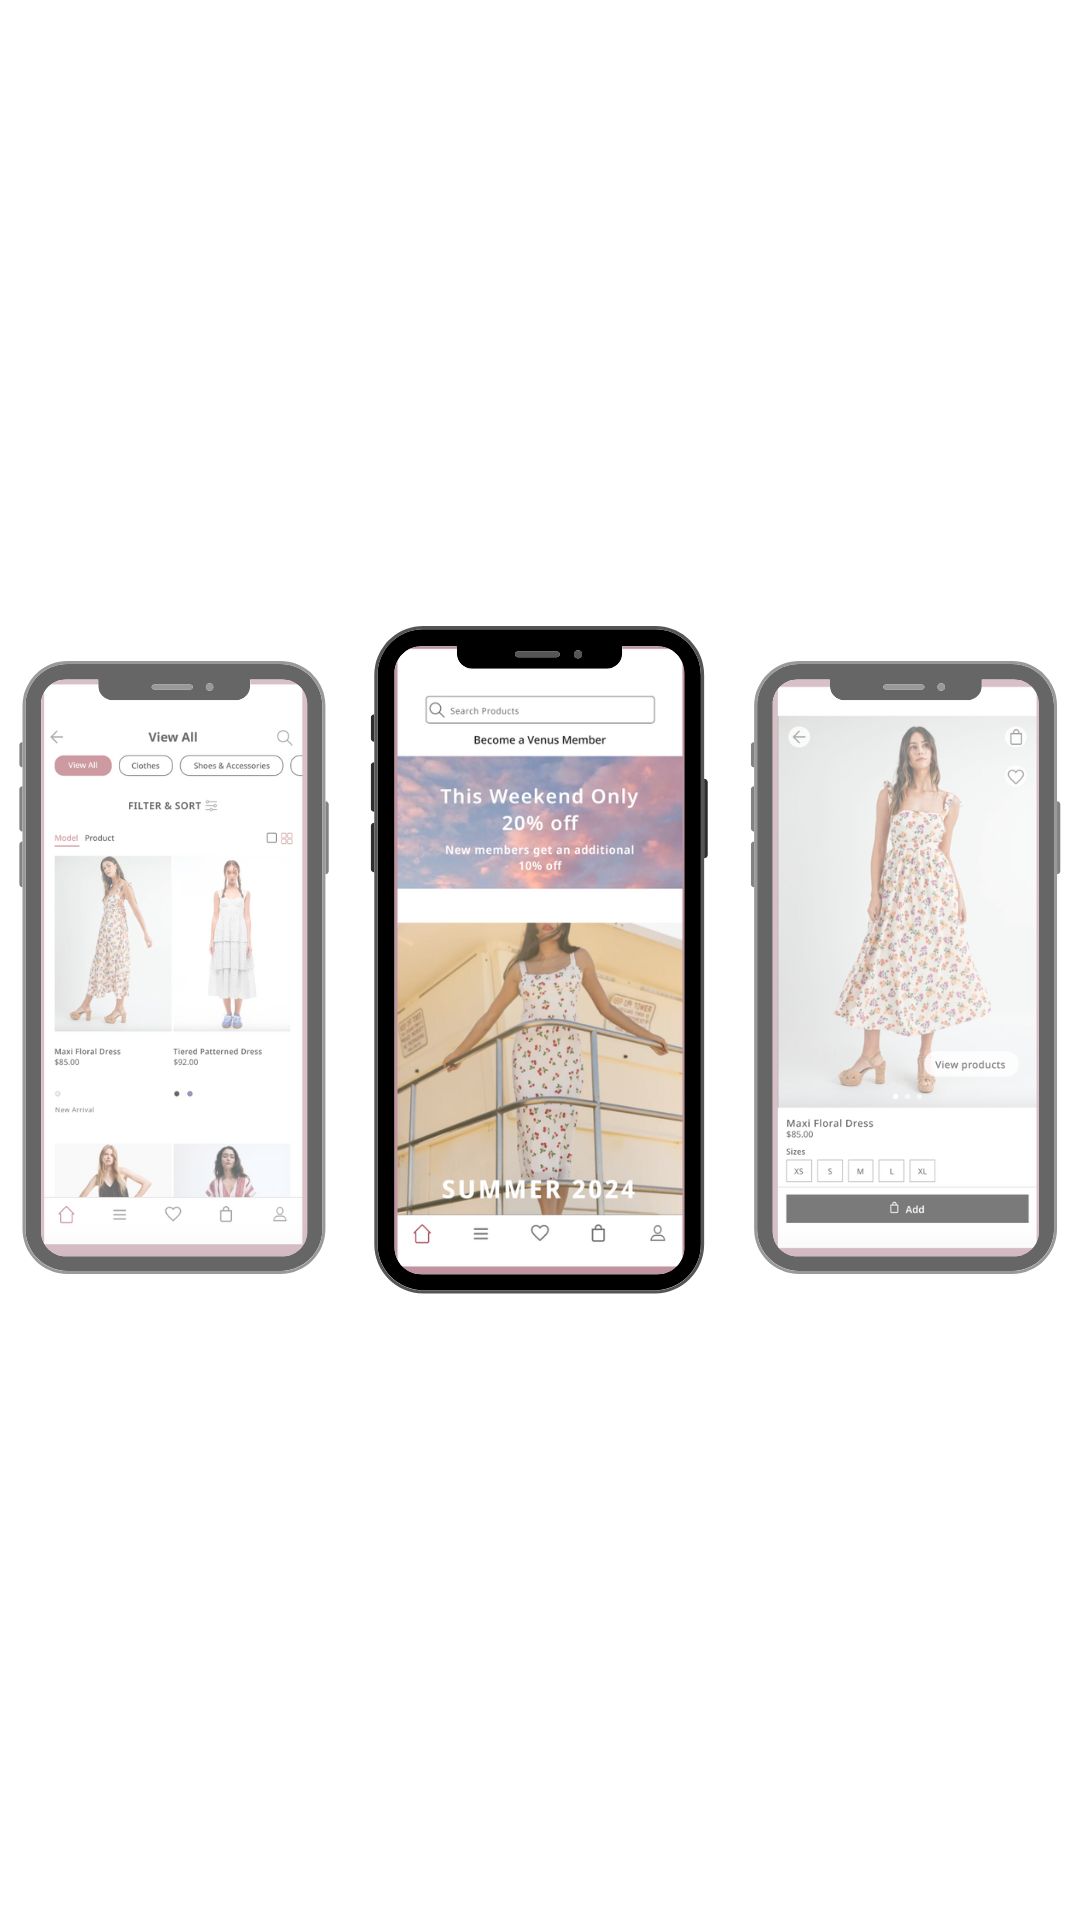 View All
View All
Clothes
Shoes & Accessories
FILTER & SORT
Model Product
Maxi Floral Dress
$85.00
Tiered Patterned Dress
$92.00
New Arrival
Search Products
Become a Venus Member
This Weekend Only
20% off
New members get an additional
10% off
SUMMER 2024
View products
Maxi Floral Dress
$85.00
Sizes
XS S M L XL
Add